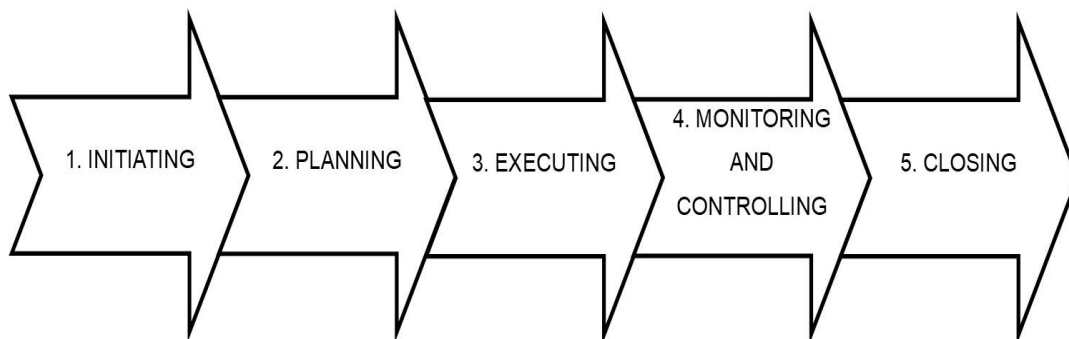 1. INITIATING
2. PLANNING
3. EXECUTING
4. MONITORING
AND
CONTROLLING
5. CLOSING